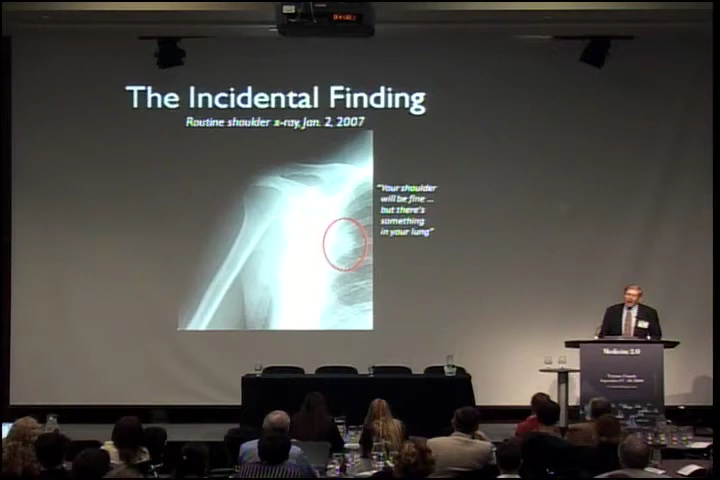 The Incidental Finding
Routine shoulder x-ray, Jan. 2, 2007
"Your shoulder
will be fine ...
but there's
something
in your lung"
Medicine 2.0